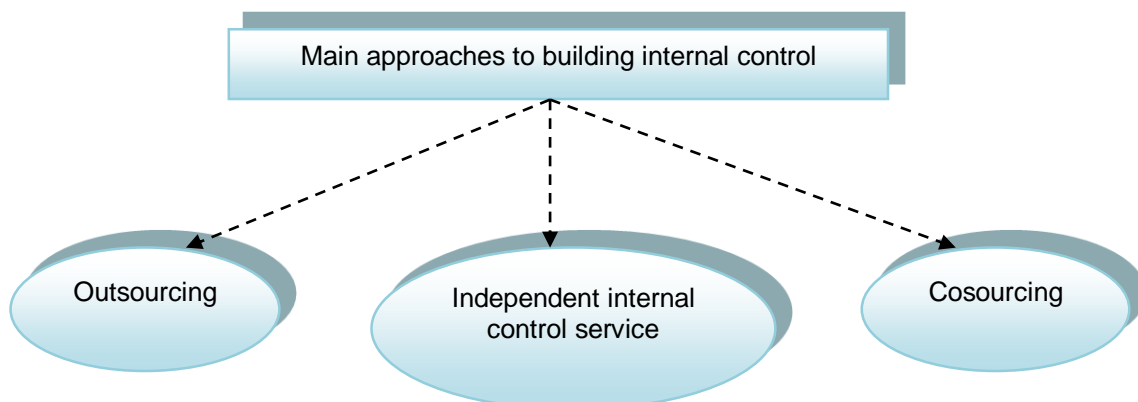 Main approaches to building internal control
Outsourcing
Independent internal
control service
Cosourcing